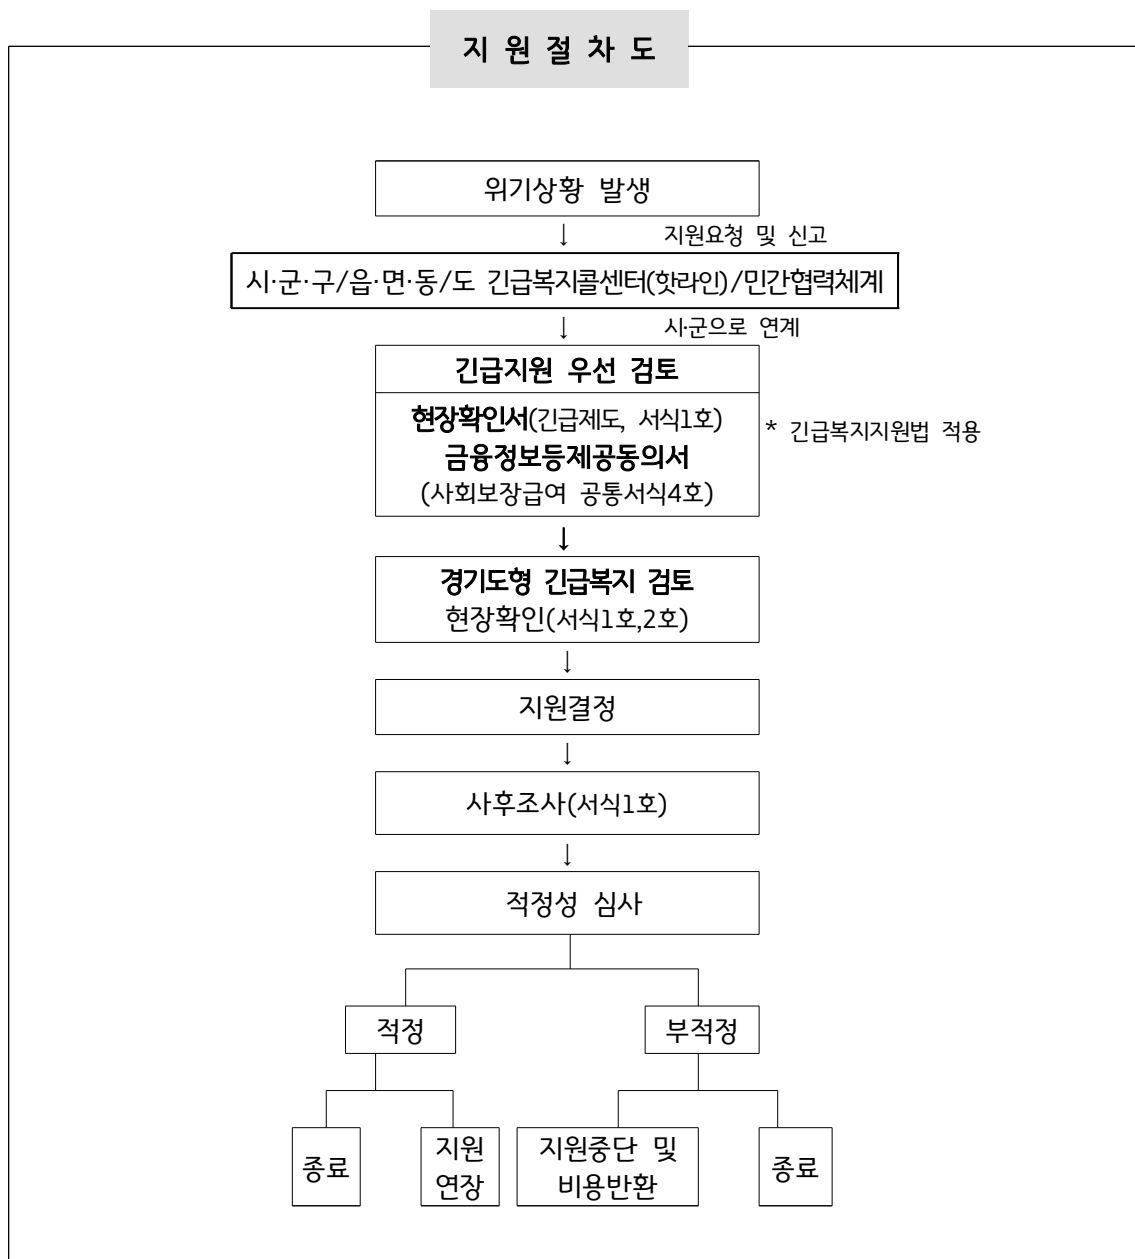 지 원 절 차 도
위기상황 발생
↓ 지원요청 및 신고
시·군·구/읍·면·동/도 긴급복지콜센터(핫라인)/민간협력체계
↓ 시·군으로 연계
긴급지원 우선 검토
현장확인서(긴급제도, 서식1호)
* 긴급복지지원법 적용
금융정보등제공동의서
(사회보장급여 공통서식4호)
↓
경기도형 긴급복지 검토
현장확인(서식1호,2호)
↓
지원결정
↓
사후조사(서식1호)
↓
적정성 심사
적정 부적정
종료
지원
연장
지원중단 및
비용반환
종료